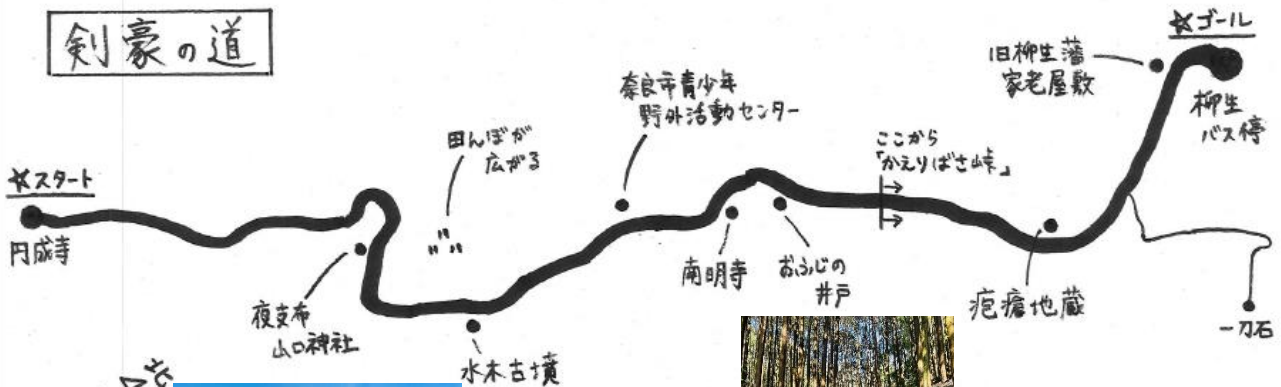 剣豪の道
☆スタート
円成寺
夜支布
山口神社
田んぼが
広がる
水木古墳
奈良市青少年
野外活動センター
南明寺
おふじの
井戸
ここから
「かえりばさ峠」
疱瘡地蔵
旧柳生藩
家老屋敷
☆ゴール
柳生
バス停
一刀石
北